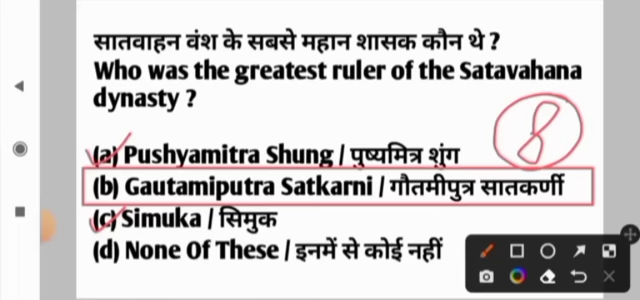 सातवाहन वंश के सबसे महान शासक कौन थे ?
Who was the greatest ruler of the Satavahana
dynasty ?
8
(a) Pushyamitra Shung / पुष्यमित्र शुंग
(b) Gautamiputra Satkarni / गौतमीपुत्र सातकर्णी
(c) Simuka / सिमुक
(d) None Of These / इनमें से कोई नहीं